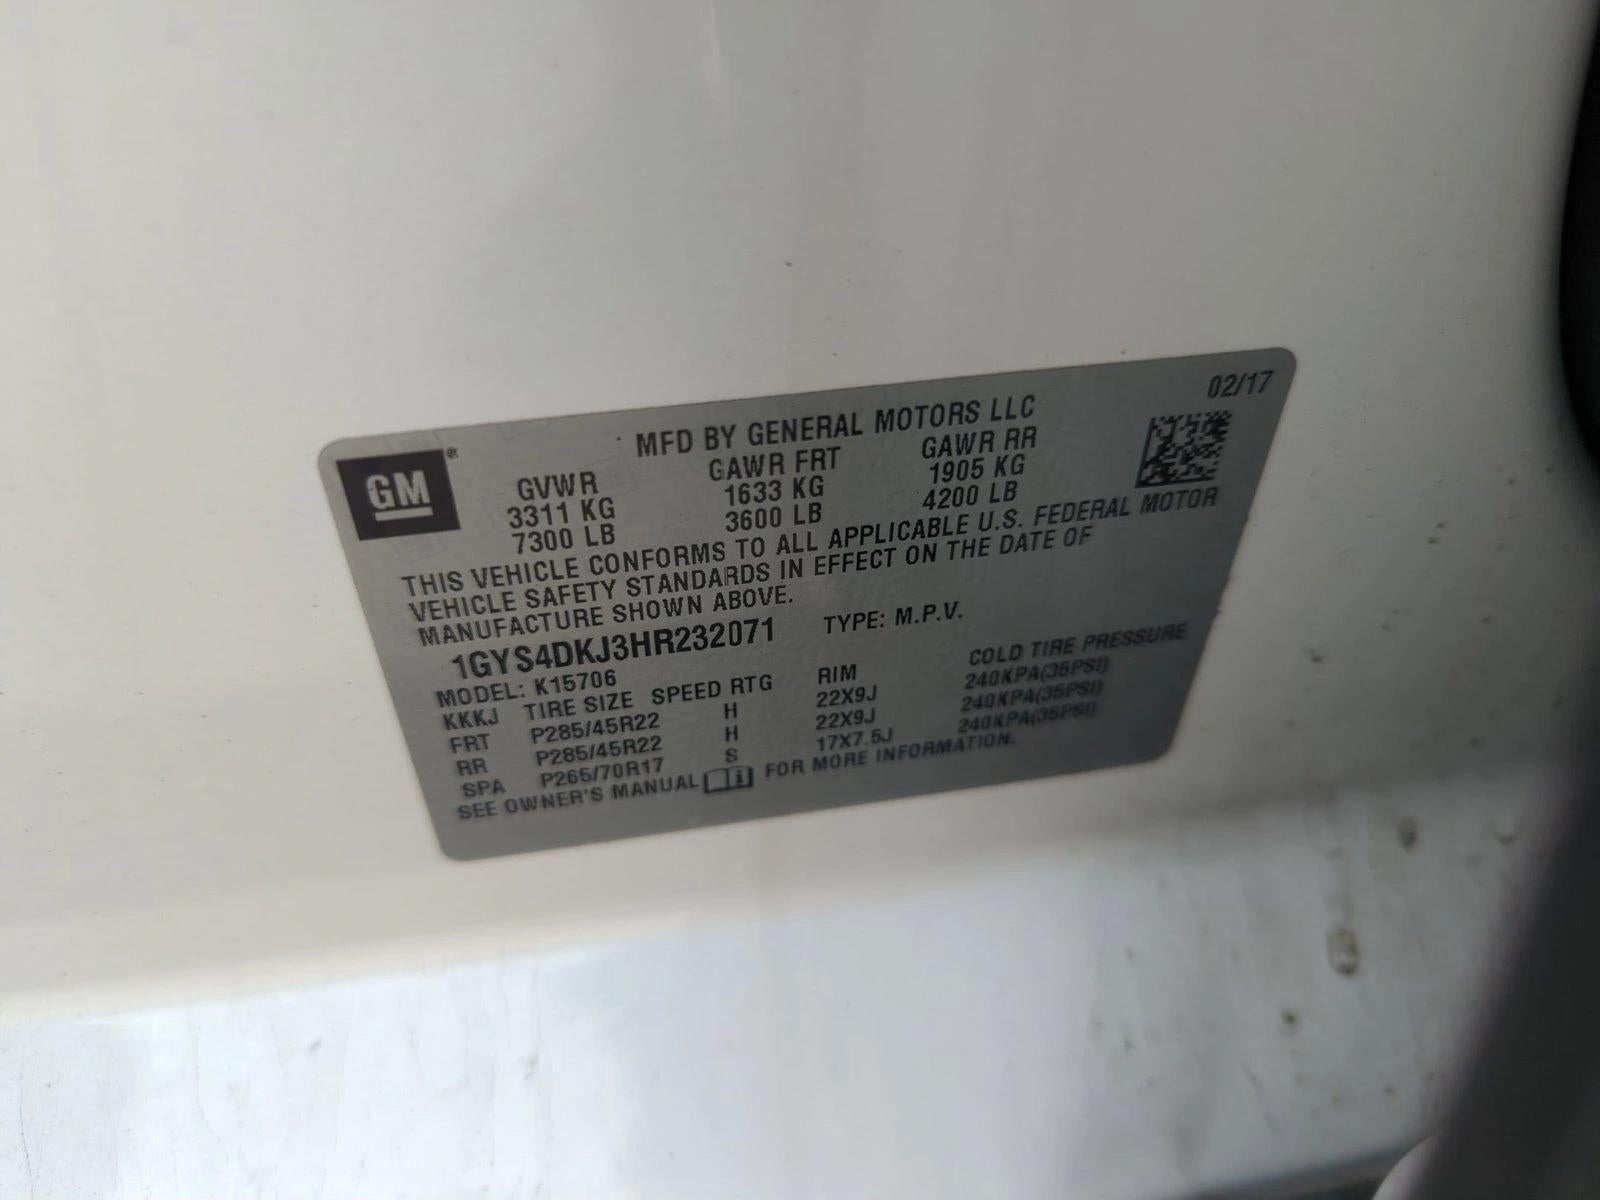 02/17
MFD BY GENERAL MOTORS LLC
GM®
GVWR GAWR FRT GAWR RR
3311 KG 1633 KG 1905 KG
7300 LB 3600 LB 4200 LB
THIS VEHICLE CONFORMS TO ALL APPLICABLE U.S. FEDERAL MOTOR
VEHICLE SAFETY STANDARDS IN EFFECT ON THE DATE OF
MANUFACTURE SHOWN ABOVE.
1GYS4DKJ3HR232071 TYPE: M.P.V.
MODEL: K15706
KKKJ TIRE SIZE SPEED RTG RIM COLD TIRE PRESSURE
FRT P285/45R22 H 22X9J 240KPA(35PSI)
RR P285/45R22 H 22X9J 240KPA(35PSI)
SPA P265/70R17 S 17X7.5J 240KPA(35PSI)
SEE OWNER'S MANUAL i FOR MORE INFORMATION.